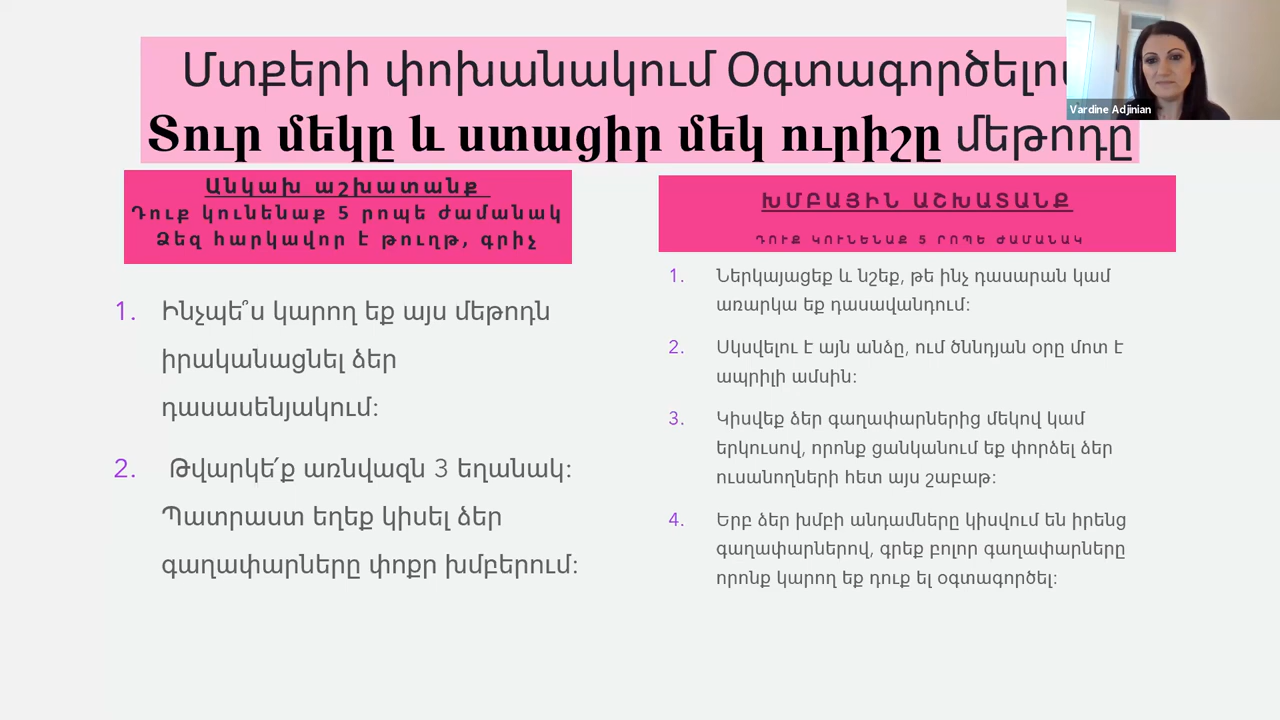 Մտքերի փոխանակում Օգտագործելով
Տուր մեկը և ստացիր մեկ ուրիշը մեթոդը
Vardine Adjinian
Անկախ աշխատանք
Դուք կունենաք 5 րոպե ժամանակ
Ձեզ հարկավոր է թուղթ, գրիչ
1. Ինչպե՞ս կարող եք այս մեթոդն
իրականացնել ձեր
դասասենյակում:
2. Թվարկե՛ք առնվազն 3 եղանակ:
Պատրաստ եղեք կիսել ձեր
գաղափարները փոքր խմբերում:
ԽՄԲԱՅԻՆ ԱՇԽԱՏԱՆՔ
ԴՈՒՔ ԿՈՒՆԵՆԱՔ 5 ՐՈՊԵ ԺԱՄԱՆԱԿ
1. Ներկայացեք և նշեք, թե ինչ դասարան կամ
առարկա եք դասավանդում:
2. Սկսվելու է այն անձը, ում ծննդյան օրը մոտ է
ապրիլի ամսին:
3. Կիսվեք ձեր գաղափարներից մեկով կամ
երկուսով, որոնք ցանկանում եք փորձել ձեր
ուսանողների հետ այս շաբաթ:
4. Երբ ձեր խմբի անդամները կիսվում են իրենց
գաղափարներով, գրեք բոլոր գաղափարները
որոնք կարող եք դուք ել օգտագործել: